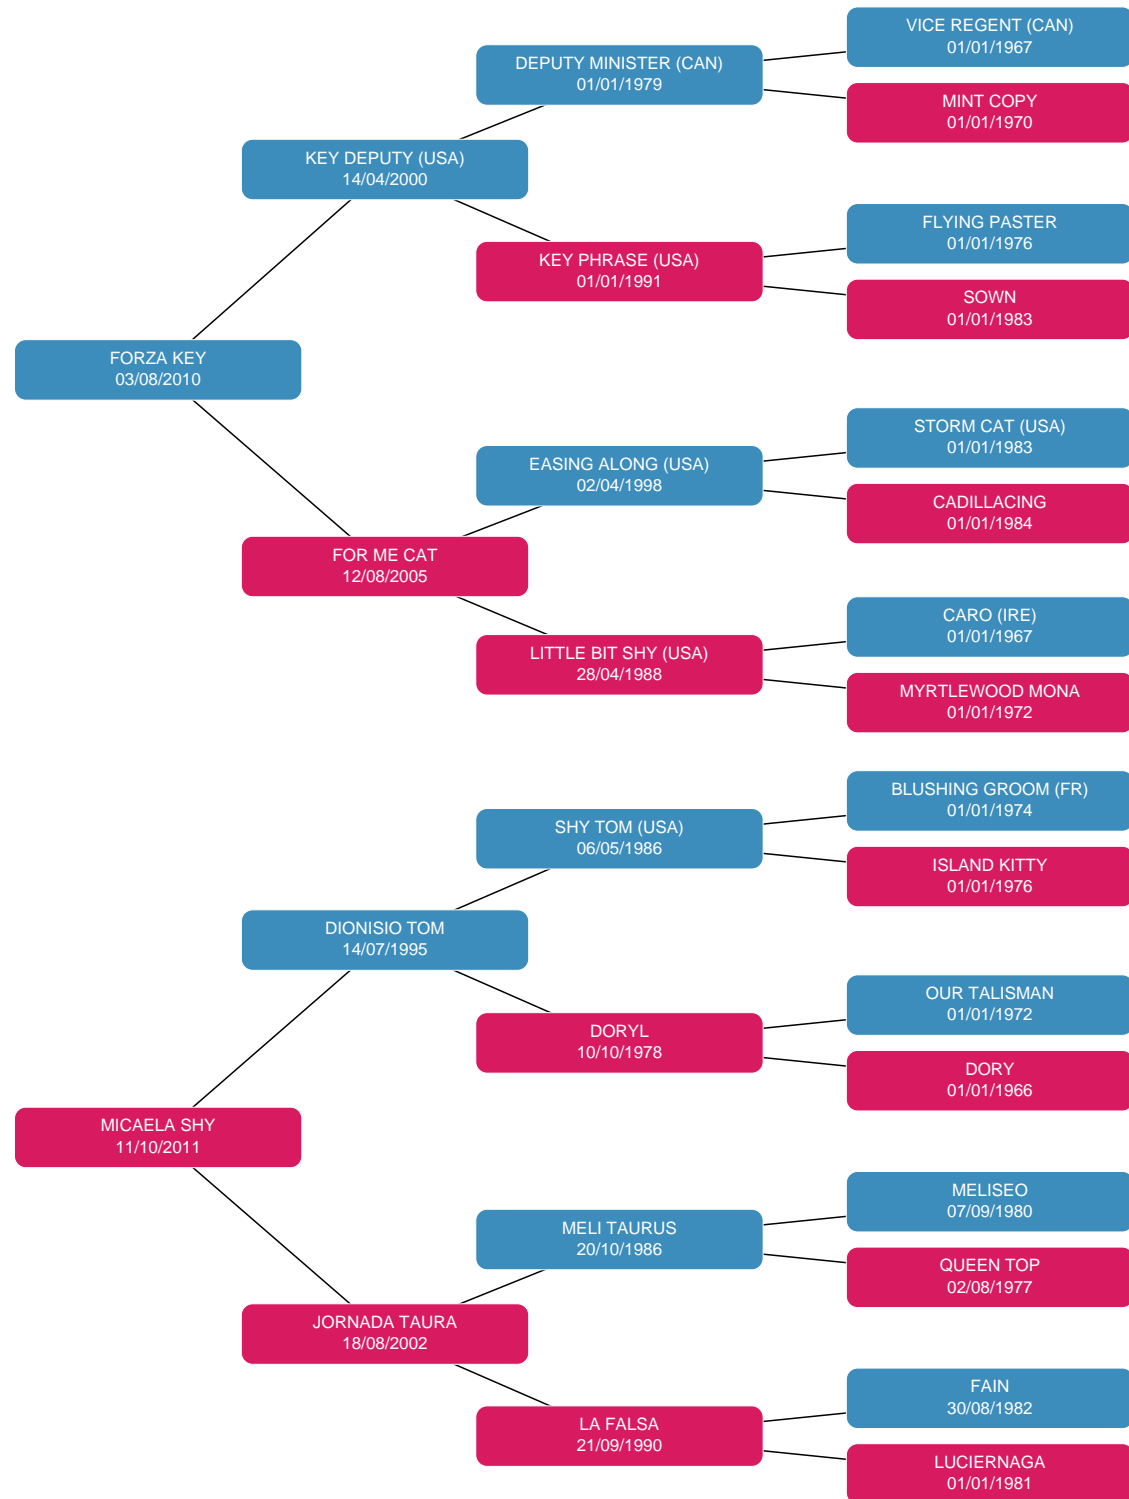 VICE REGENT (CAN)
01/01/1967
DEPUTY MINISTER (CAN)
01/01/1979
MINT COPY
01/01/1970
KEY DEPUTY (USA)
14/04/2000
FLYING PASTER
01/01/1976
KEY PHRASE (USA)
01/01/1991
SOWN
01/01/1983
FORZA KEY
03/08/2010
STORM CAT (USA)
01/01/1983
EASING ALONG (USA)
02/04/1998
CADILLACING
01/01/1984
FOR ME CAT
12/08/2005
CARO (IRE)
01/01/1967
LITTLE BIT SHY (USA)
28/04/1988
MYRTLEWOOD MONA
01/01/1972
BLUSHING GROOM (FR)
01/01/1974
SHY TOM (USA)
06/05/1986
ISLAND KITTY
01/01/1976
DIONISIO TOM
14/07/1995
OUR TALISMAN
01/01/1972
DORYL
10/10/1978
DORY
01/01/1966
MICAELA SHY
11/10/2011
MELISEO
07/09/1980
MELI TAURUS
20/10/1986
QUEEN TOP
02/08/1977
JORNADA TAURA
18/08/2002
FAIN
30/08/1982
LA FALSA
21/09/1990
LUCIERNAGA
01/01/1981